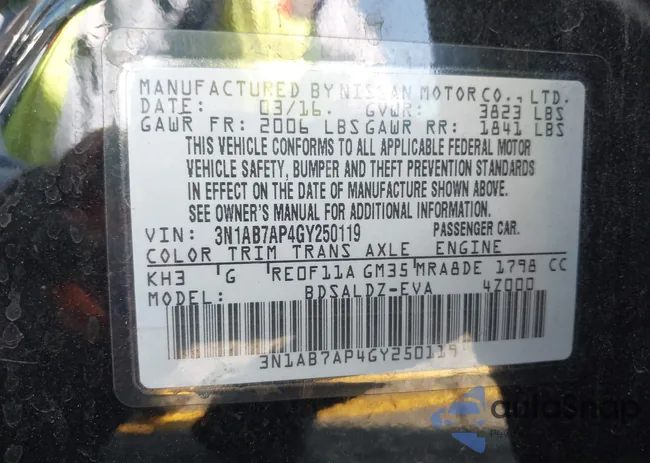 MANUFACTURED BY NISSAN MOTOR CO., LTD.
DATE: 03/16. GVWR: 3823 LBS
GAWR FR: 2006 LBS GAWR RR: 1841 LBS
THIS VEHICLE CONFORMS TO ALL APPLICABLE FEDERAL MOTOR
VEHICLE SAFETY, BUMPER AND THEFT PREVENTION STANDARDS
IN EFFECT ON THE DATE OF MANUFACTURE SHOWN ABOVE.
SEE OWNER'S MANUAL FOR ADDITIONAL INFORMATION.
VIN: 3N1AB7AP4GY250119 PASSENGER CAR.
COLOR TRIM TRANS AXLE ENGINE
KH3 G RE0F11A GM35 MRA8DE 1798 CC
MODEL: BDSALDZ-EVA 4Z000
3N1AB7AP4GY250119
autoSnap